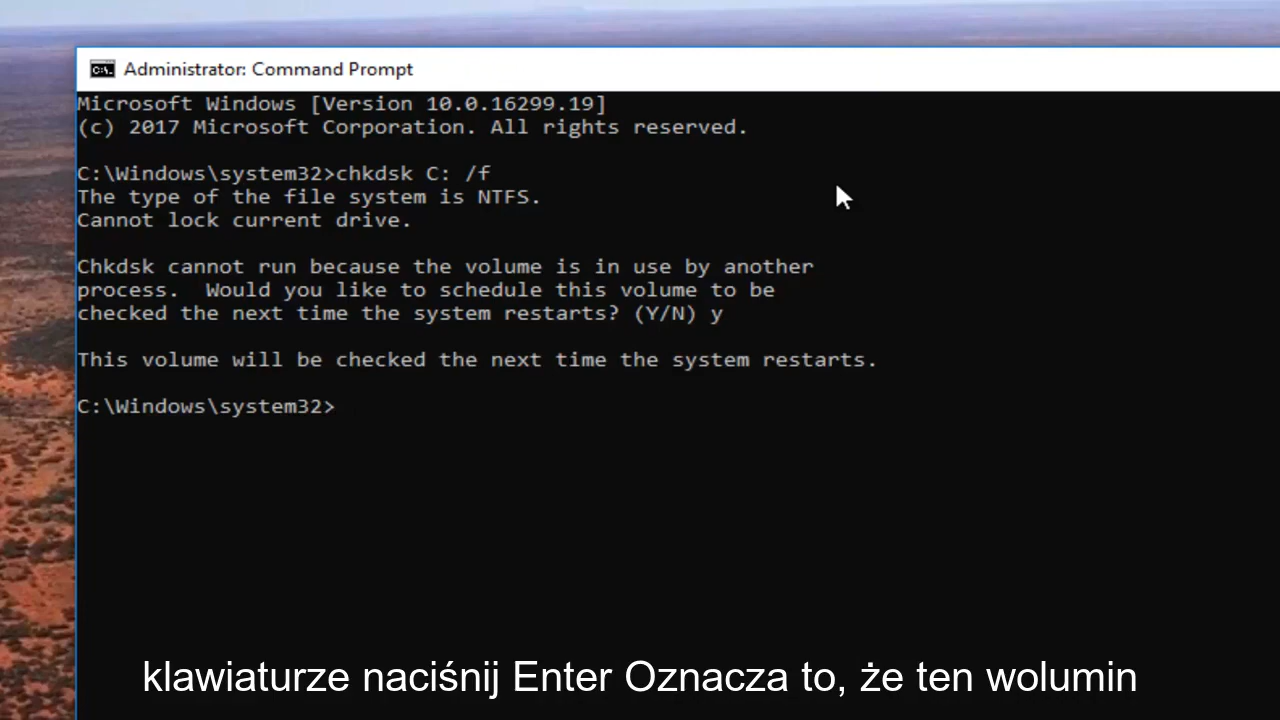 Administrator: Command Prompt
Microsoft Windows [Version 10.0.16299.19]
(c) 2017 Microsoft Corporation. All rights reserved.
C:\Windows\system32>chkdsk C: /f
The type of the file system is NTFS.
Cannot lock current drive.
Chkdsk cannot run because the volume is in use by another
process.  Would you like to schedule this volume to be
checked the next time the system restarts? (Y/N) y
This volume will be checked the next time the system restarts.
C:\Windows\system32>
klawiaturze naciśnij Enter Oznacza to, że ten wolumin